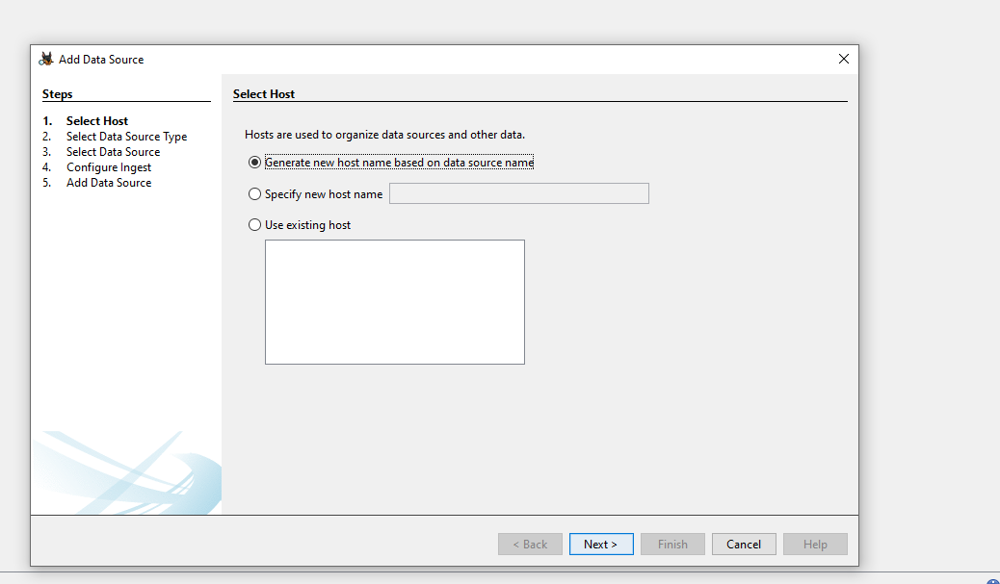 Add Data Source
Steps
1. Select Host
2. Select Data Source Type
3. Select Data Source
4. Configure Ingest
5. Add Data Source
Select Host
Hosts are used to organize data sources and other data.
Generate new host name based on data source name
Specify new host name
Use existing host
< Back
Next >
Finish
Cancel
Help